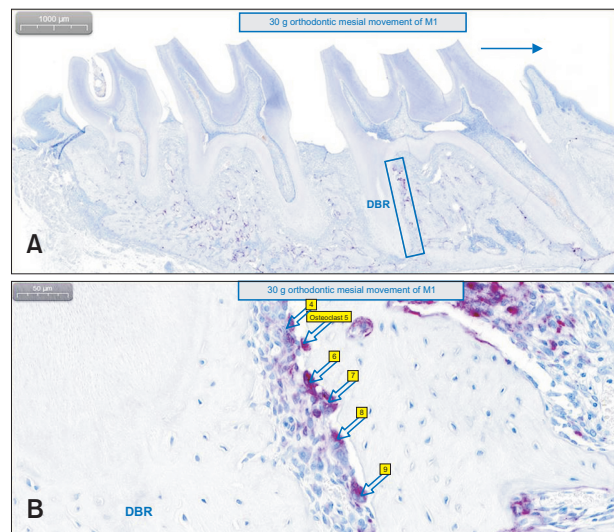 1000 µm
30 g orthodontic mesial movement of M1
DBR
A
50 µm
30 g orthodontic mesial movement of M1
4
Osteoclast 5
6
7
8
9
DBR
B